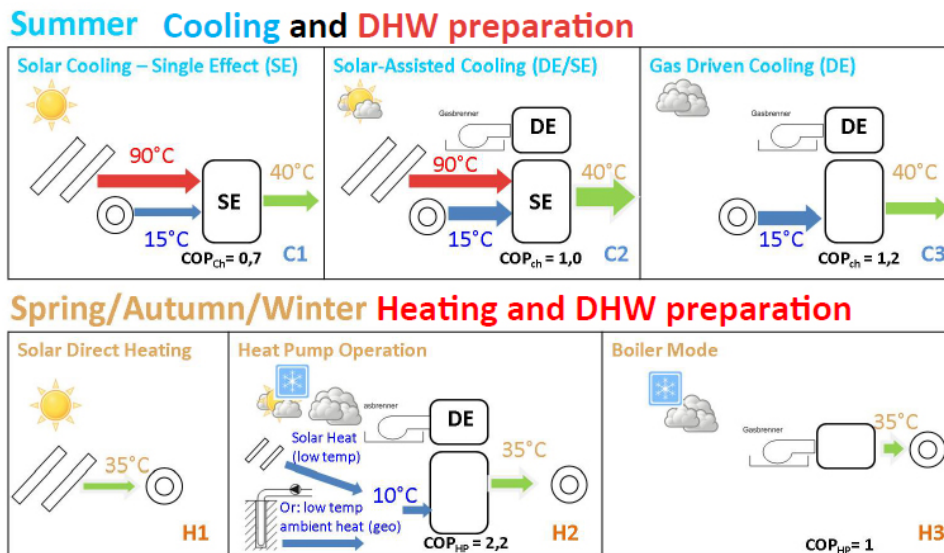 Summer Cooling and DHW preparation
Solar Cooling – Single Effect (SE)
90°C
40°C
SE
15°C
COPCh= 0,7
C1
Solar-Assisted Cooling (DE/SE)
Gasbrenner
DE
90°C
40°C
SE
15°C
COPch= 1,0
C2
Gas Driven Cooling (DE)
Gasbrenner
DE
40°C
15°C
COPch= 1,2
C3
Spring/Autumn/Winter Heating and DHW preparation
Solar Direct Heating
35°C
H1
Heat Pump Operation
asbrenner
DE
Solar Heat
(low temp)
35°C
10°C
Or: low temp
ambient heat (geo)
COPHP = 2,2
H2
Boiler Mode
Gasbrenner
35°C
COPHP = 1
H3